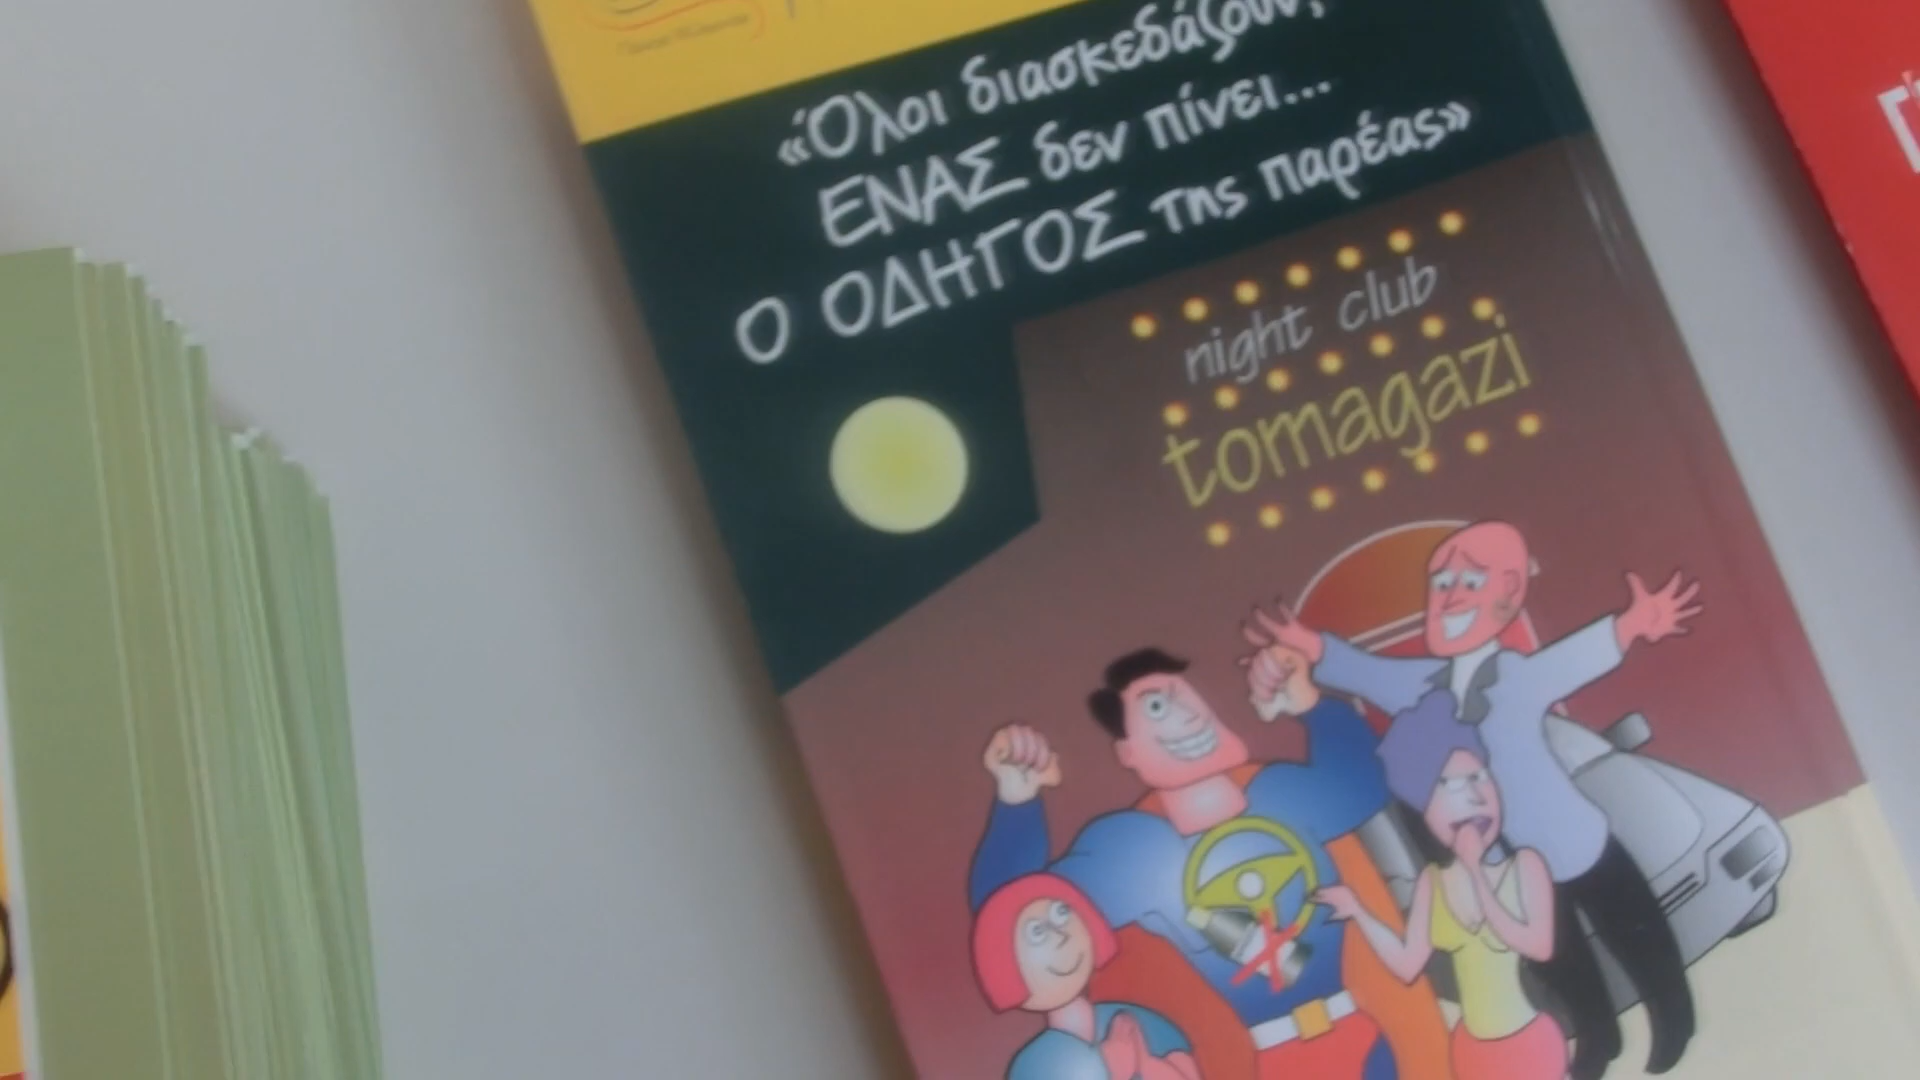 «Όλοι διασκεδάζουν,
ΕΝΑΣ δεν πίνει...
Ο ΟΔΗΓΟΣ της παρέας»
night club
tomagazi